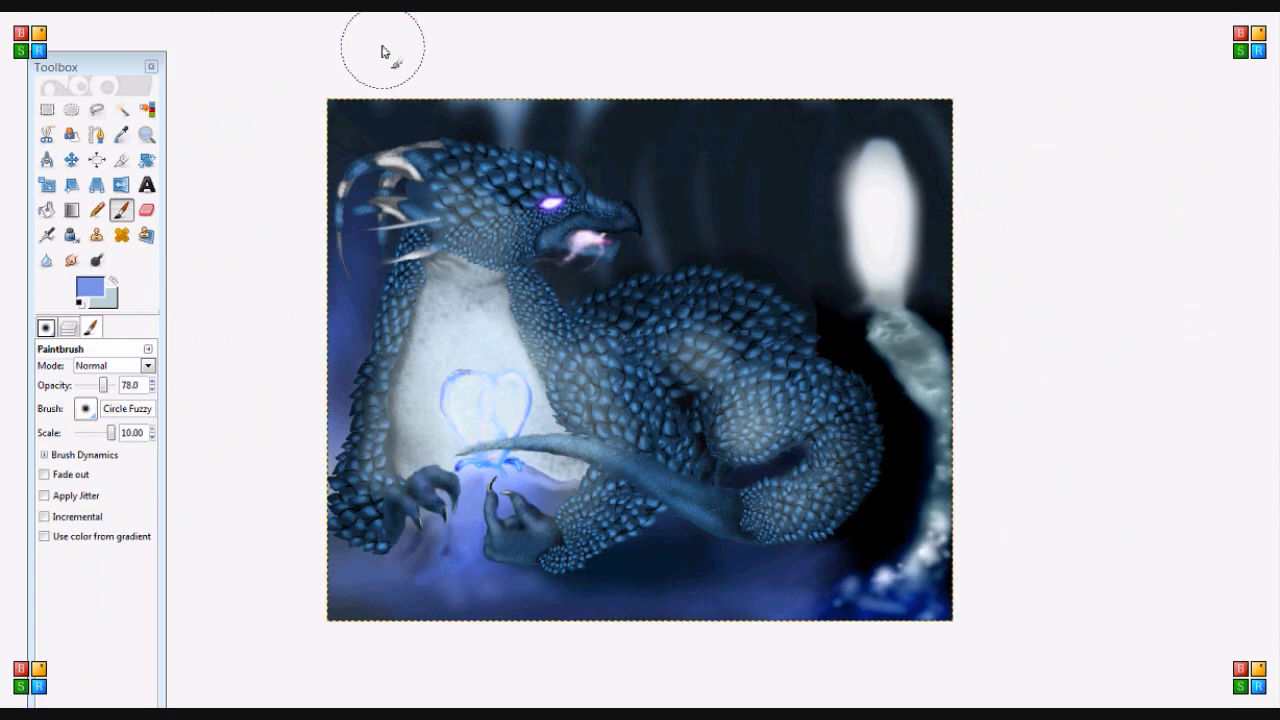 B
S R
B
S R
Toolbox
A
Paintbrush
Mode: Normal
Opacity: 78.0
Brush: Circle Fuzzy
Scale: 10.00
Brush Dynamics
Fade out
Apply Jitter
Incremental
Use color from gradient
B
S R
B
S R